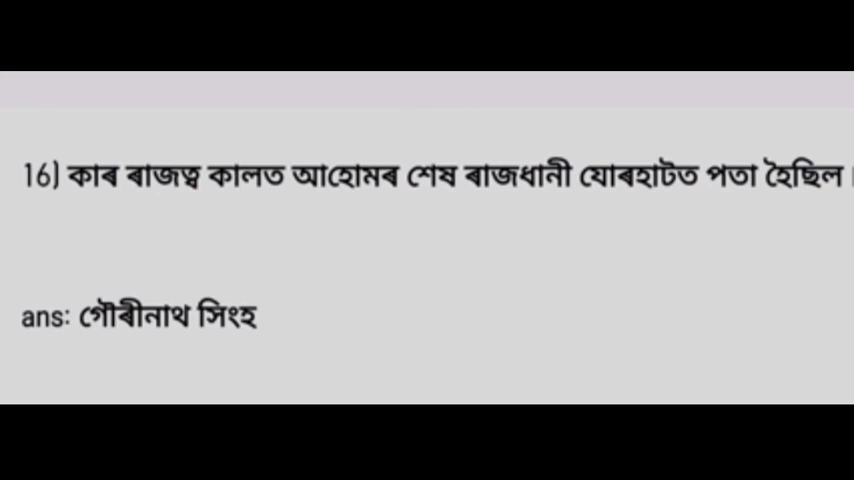 16) কাৰ ৰাজত্ব কালত আহোমৰ শেষ ৰাজধানী যোৰহাটত পতা হৈছিল।
ans: গৌৰীনাথ সিংহ